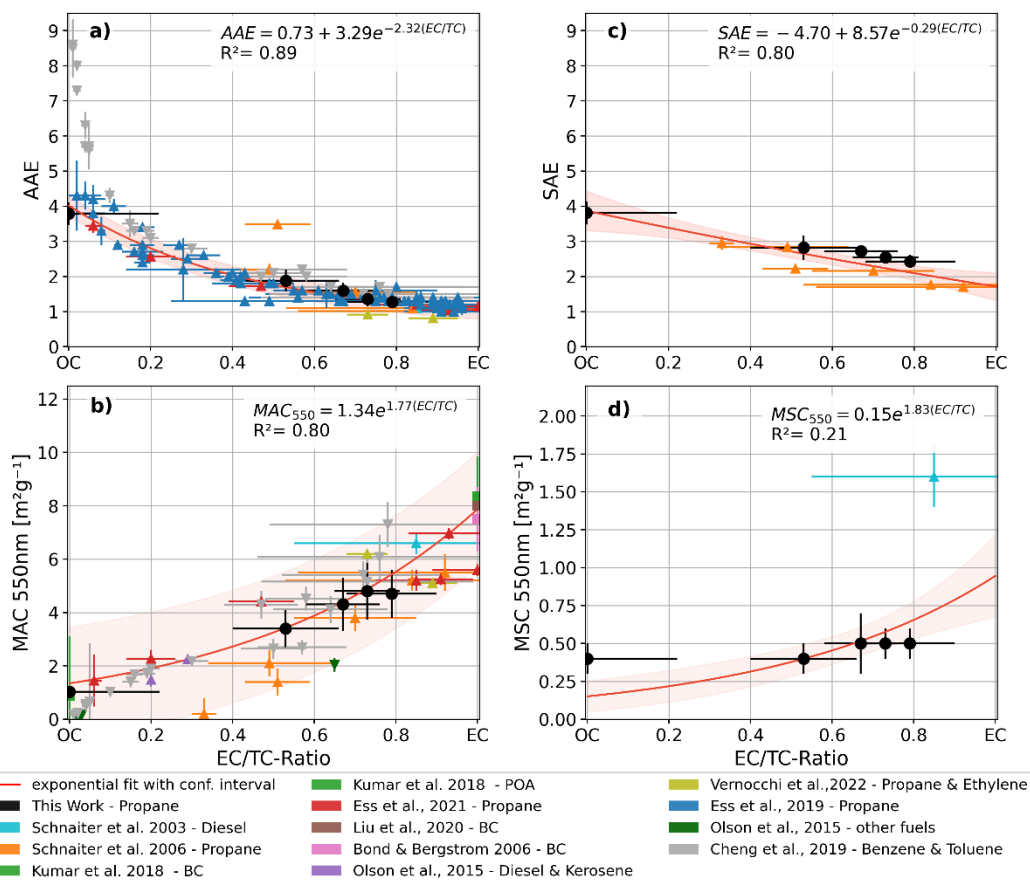 a)
AAE = 0.73 + 3.29e^{-2.32(EC/TC)}
R²= 0.89
9
8
7
6
5
4
3
2
1
0
AAE
OC 0.2 0.4 0.6 0.8 EC
c)
SAE = −4.70 + 8.57e^{-0.29(EC/TC)}
R²= 0.80
9
8
7
6
5
4
3
2
1
0
SAE
OC 0.2 0.4 0.6 0.8 EC
b)
MAC_{550} = 1.34e^{1.77(EC/TC)}
R²= 0.80
12
10
8
6
4
2
0
MAC 550nm [m²g⁻¹]
OC 0.2 0.4 0.6 0.8 EC
EC/TC-Ratio
d)
MSC_{550} = 0.15e^{1.83(EC/TC)}
R²= 0.21
2.00
1.75
1.50
1.25
1.00
0.75
0.50
0.25
0.00
MSC 550nm [m²g⁻¹]
OC 0.2 0.4 0.6 0.8 EC
EC/TC-Ratio
exponential fit with conf. interval
This Work - Propane
Schnaiter et al. 2003 - Diesel
Schnaiter et al. 2006 - Propane
Kumar et al. 2018 - BC
Kumar et al. 2018 - POA
Ess et al., 2021 - Propane
Liu et al., 2020 - BC
Bond & Bergstrom 2006 - BC
Olson et al., 2015 - Diesel & Kerosene
Vernocchi et al.,2022 - Propane & Ethylene
Ess et al., 2019 - Propane
Olson et al., 2015 - other fuels
Cheng et al., 2019 - Benzene & Toluene